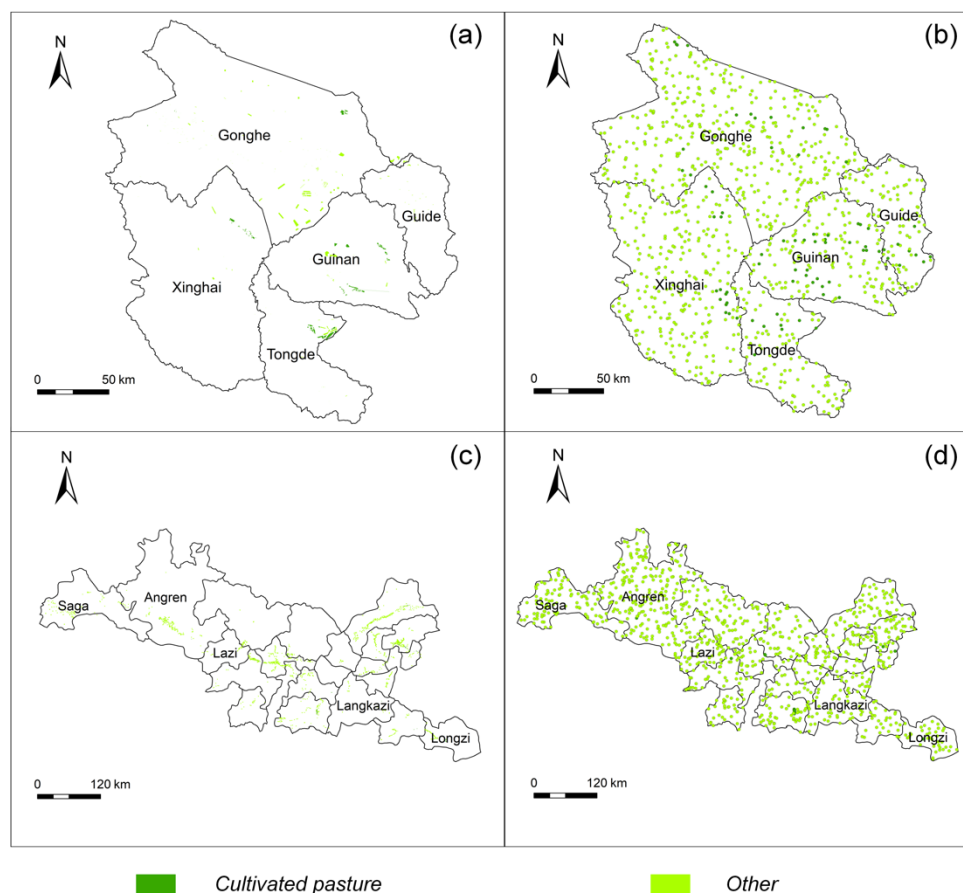 (a)
N
Gonghe
Guide
Guinan
Xinghai
Tongde
0 50 km
(b)
N
Gonghe
Guide
Guinan
Xinghai
Tongde
0 50 km
(c)
N
Saga
Angren
Lazi
Langkazi
Longzi
0 120 km
(d)
N
Saga
Angren
Lazi
Langkazi
Longzi
0 120 km
Cultivated pasture Other